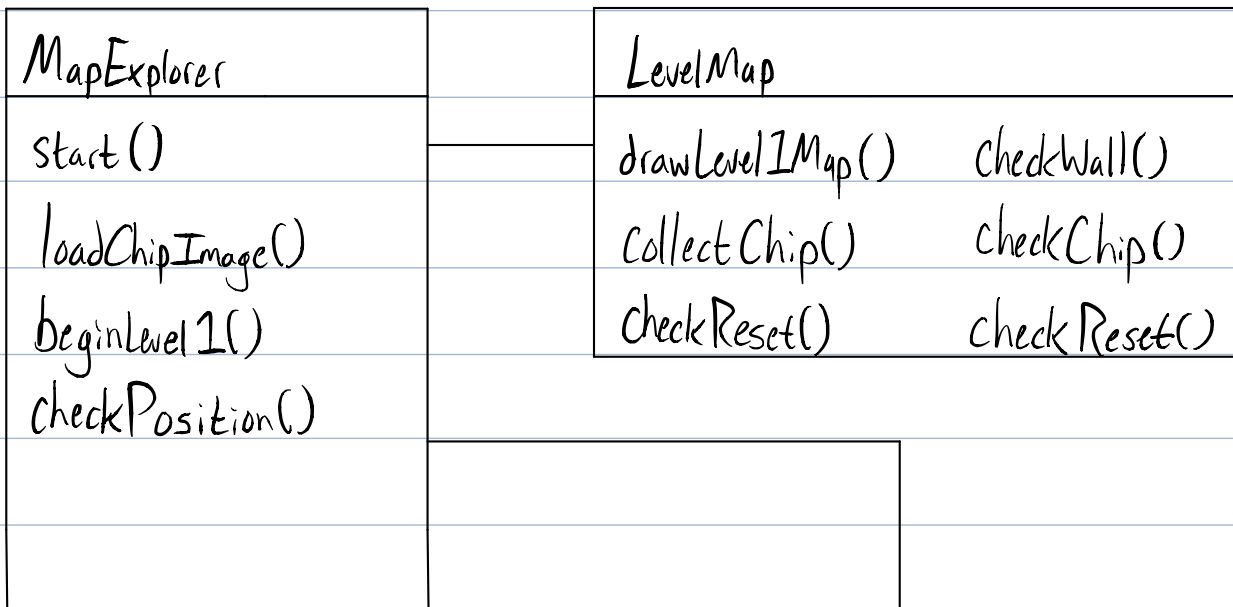 MapExplorer
start()
loadChipImage()
beginLevel1()
checkPosition()
LevelMap
drawLevel1Map() checkWall()
collectChip() checkChip()
checkReset() checkReset()